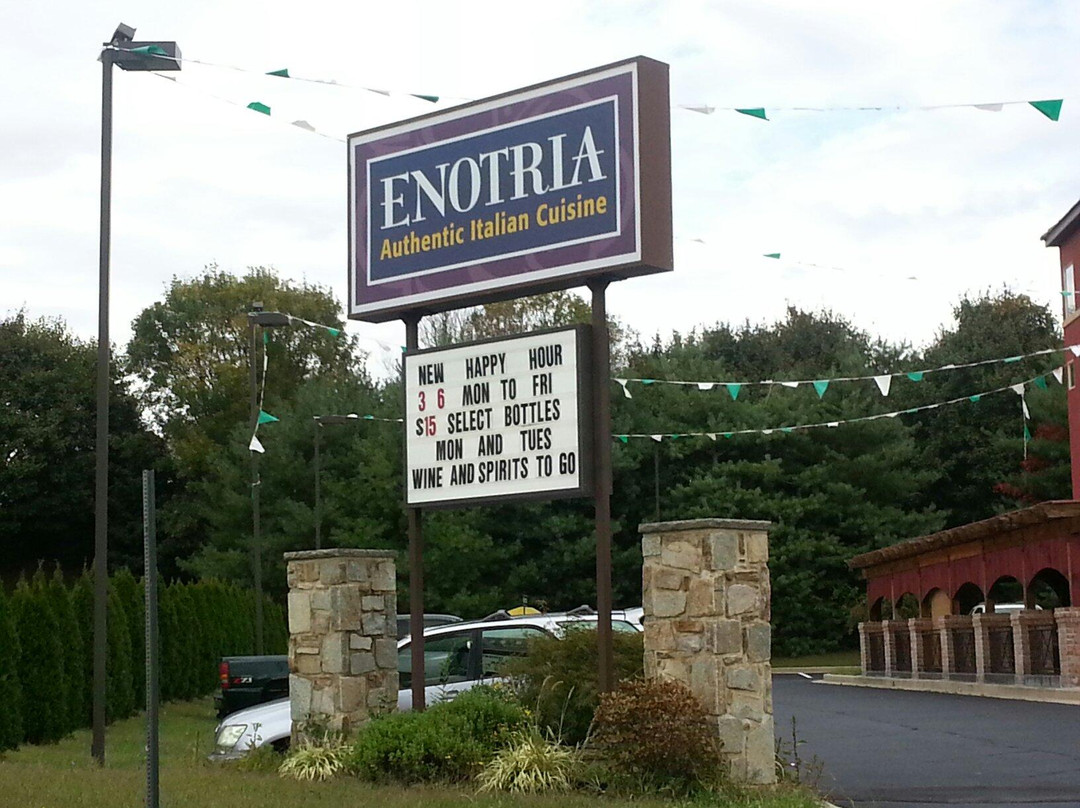 ENOTRIA
Authentic Italian Cuisine
NEW HAPPY HOUR
3 6 MON TO FRI
$15 SELECT BOTTLES
MON AND TUES
WINE AND SPIRITS TO GO